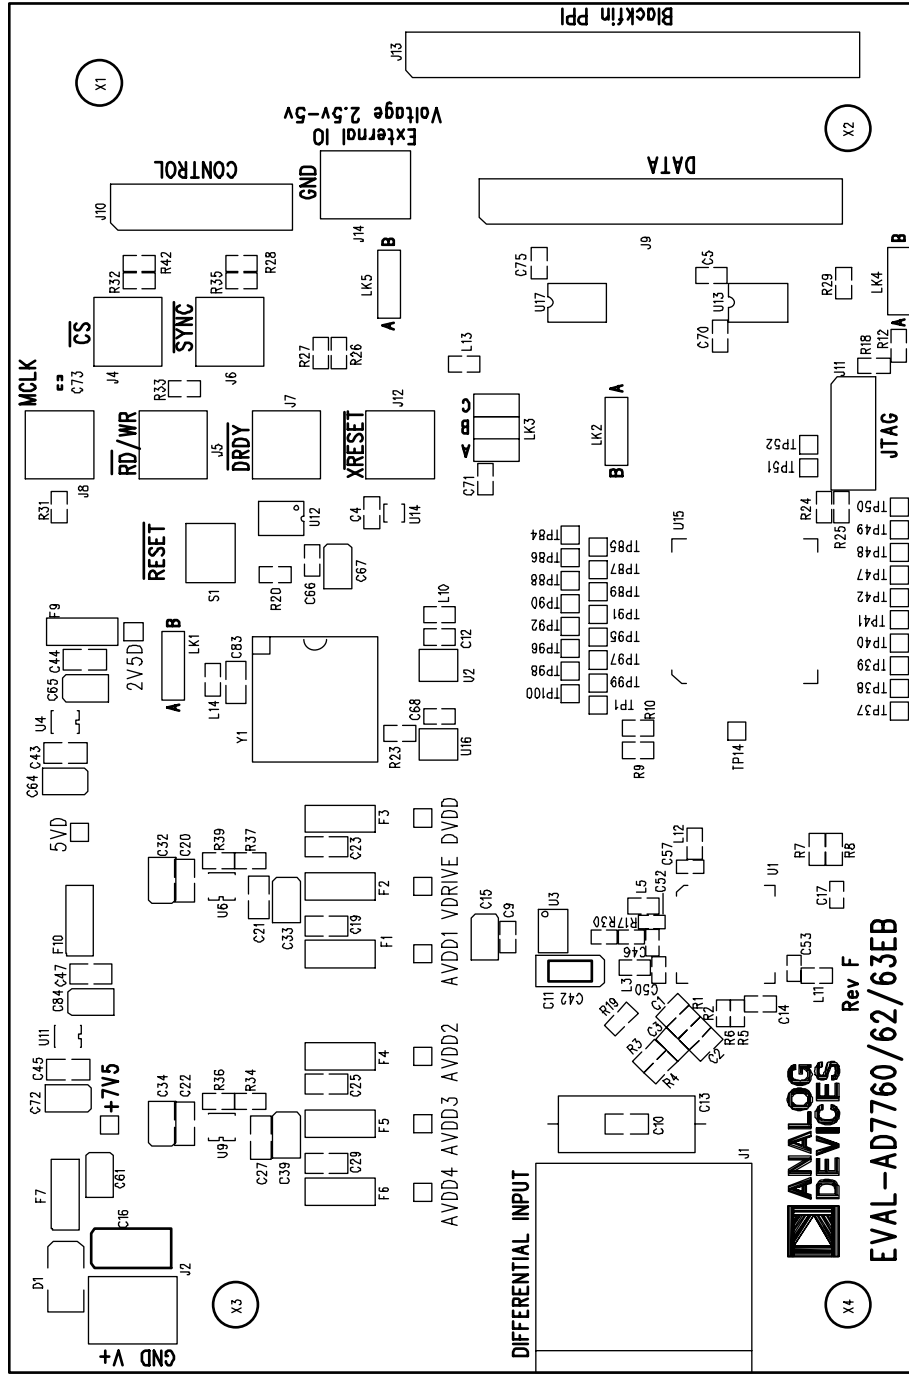 Blackfin PPI
J13
X1
X2
External IO
Voltage 2.5v-5v
CONTROL
J10
GND
J14
DATA
J9
R32
R42
R35
R28
LK5
A
B
C75
U17
C5
U13
C70
R29
LK4
A
B
R12
R18
J11
JTAG
MCLK
CS
J4
SYNC
J6
C73
R33
R27
R26
L13
J8
RD/WR
J5
DRDY
J7
XRESET
J12
A B C
LK3
C71
LK2
A
B
TP52
TP51
R31
RESET
S1
U12
C4
U14
R20
C66
C67
R24
R25
U15
TP84
TP86
TP88
TP90
TP92
TP96
TP98
TP100
TP85
TP87
TP89
TP91
TP95
TP97
TP99
TP1
TP50
TP49
TP48
TP47
TP42
TP41
TP40
TP39
TP38
TP37
F9
C44
C65
2V5D
U4
C43
C64
A
B
LK1
L14
C83
Y1
L10
C12
U2
C68
U16
R23
R10
R9
TP14
5VD
C32
C20
R39
R37
U6
C21
C33
F3
C23
F2
C19
F1
AVDD1
VDRIVE
DVDD
F10
C47
C84
U11
C45
C72
+7V5
C15
C9
U3
C11
C42
R17
R30
C46
L5
C52
C57
L12
L3
C50
U1
R7
R8
C17
C53
L11
R19
C1
R1
C3
R3
R4
C2
R2
R6
R5
C14
C34
C22
R36
R34
U9
C27
C39
F4
C25
F5
C29
F6
AVDD4
AVDD3
AVDD2
F7
C61
C16
D1
J2
GND V+
X3
C13
C10
J1
DIFFERENTIAL INPUT
ANALOG
DEVICES
Rev F
EVAL-AD7760/62/63EB
X4